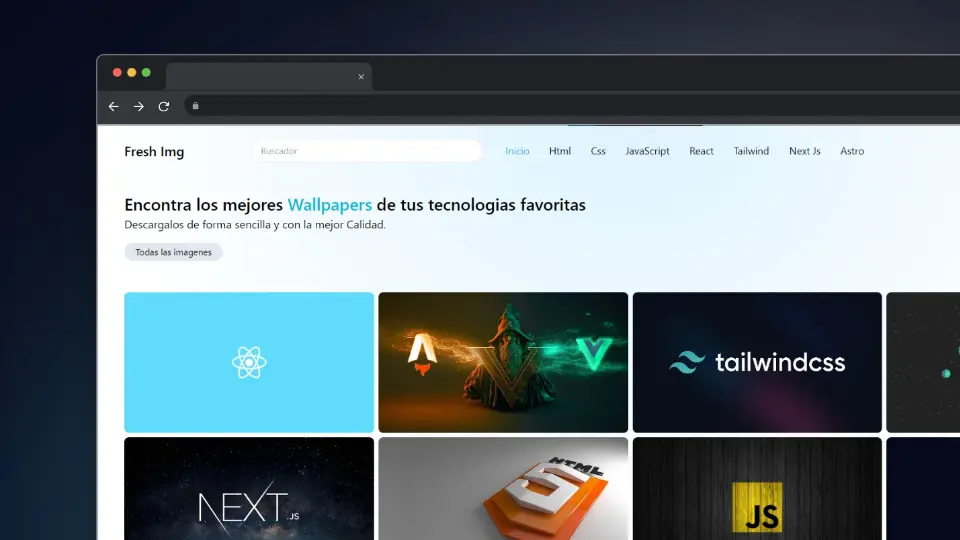 Fresh Img
Buscador
Inicio Html Css JavaScript React Tailwind Next Js Astro
Encontra los mejores Wallpapers de tus tecnologias favoritas
Descargalos de forma sencilla y con la mejor Calidad.
Todas las imagenes
tailwindcss
NEXT.JS
HTML
5
JS